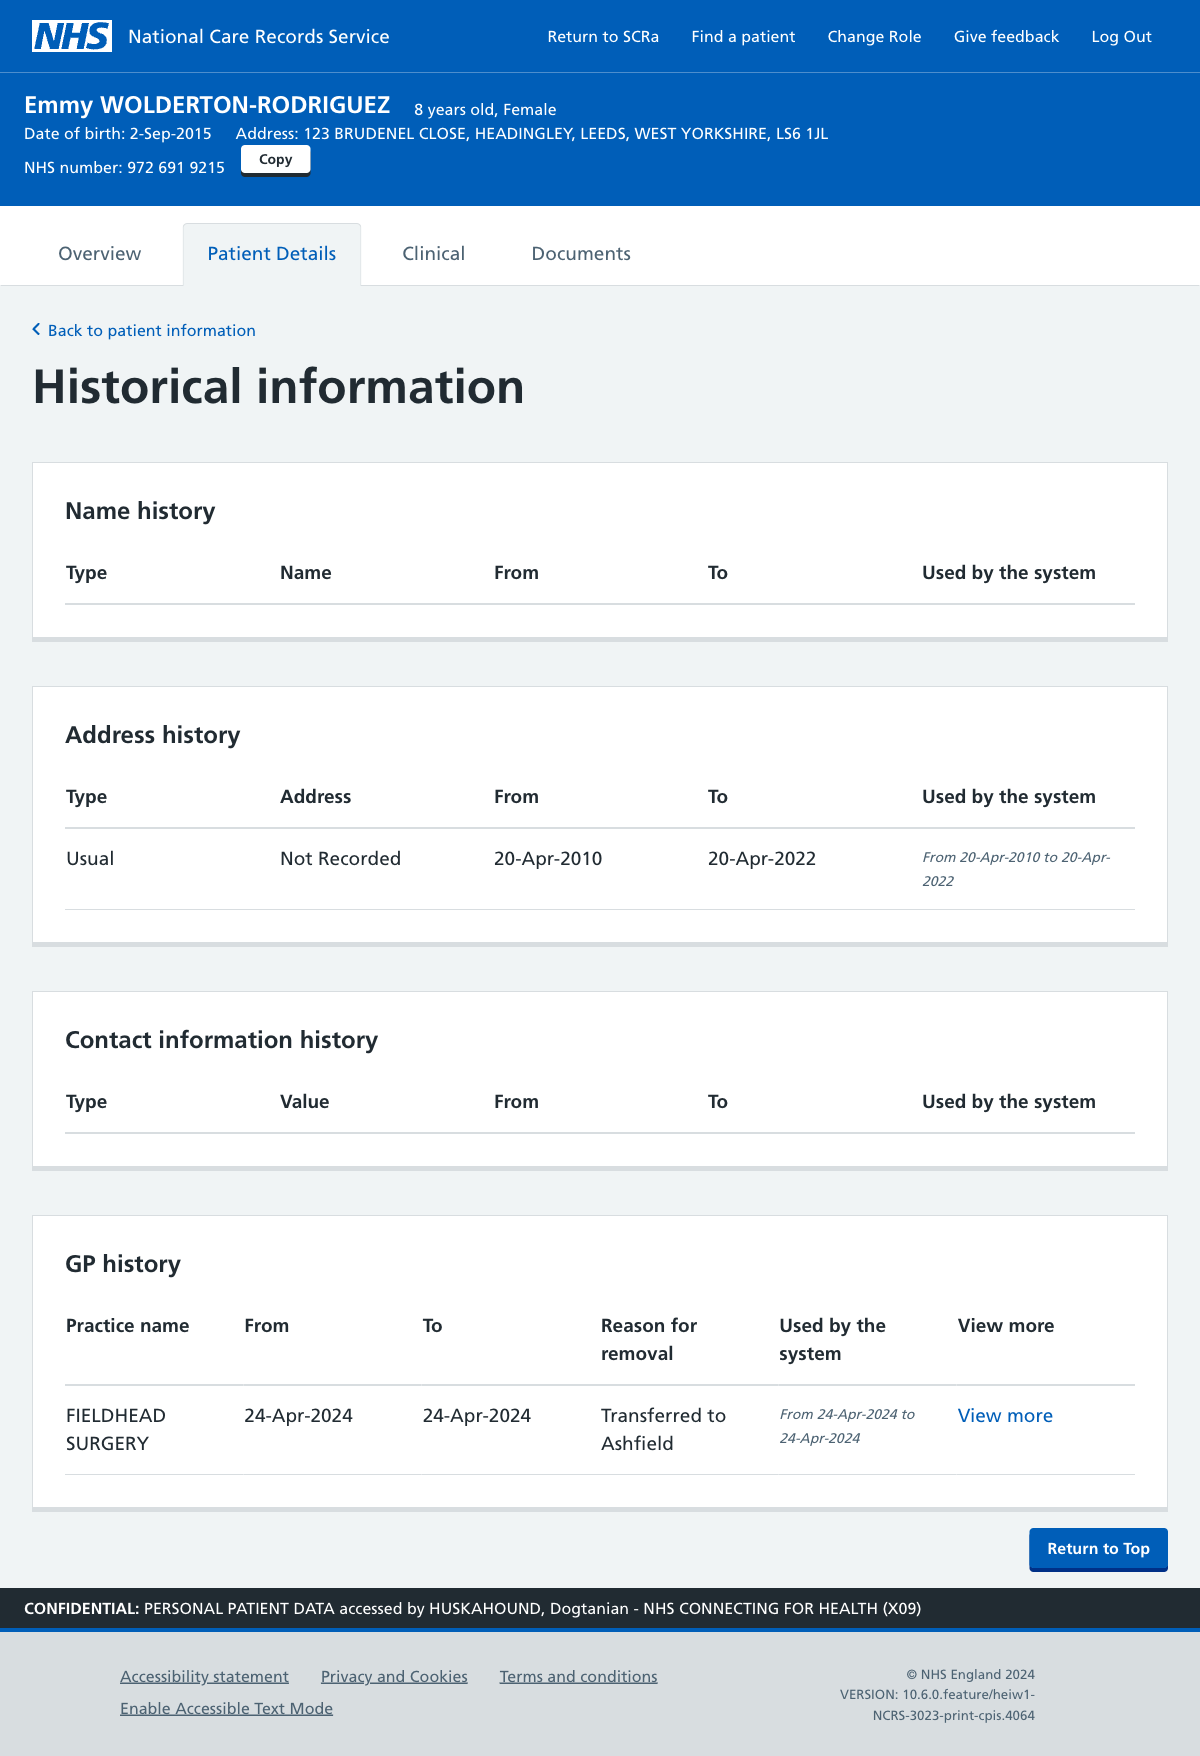 NHS National Care Records Service Return to SCRa Find a patient Change Role Give feedback Log Out
Emmy WOLDERTON-RODRIGUEZ 8 years old, Female
Date of birth: 2-Sep-2015 Address: 123 BRUDENEL CLOSE, HEADINGLEY, LEEDS, WEST YORKSHIRE, LS6 1JL
NHS number: 972 691 9215 Copy
Overview Patient Details Clinical Documents
Back to patient information
Historical information
Name history
Type Name From To Used by the system
Address history
Type Address From To Used by the system
Usual Not Recorded 20-Apr-2010 20-Apr-2022 From 20-Apr-2010 to 20-Apr-
2022
Contact information history
Type Value From To Used by the system
GP history
Practice name From To Reason for Used by the View more
removal system
FIELDHEAD 24-Apr-2024 24-Apr-2024 Transferred to From 24-Apr-2024 to View more
SURGERY Ashfield 24-Apr-2024
Return to Top
CONFIDENTIAL: PERSONAL PATIENT DATA accessed by HUSKAHOUND, Dogtanian - NHS CONNECTING FOR HEALTH (X09)
Accessibility statement Privacy and Cookies Terms and conditions
Enable Accessible Text Mode
© NHS England 2024
VERSION: 10.6.0.feature/heiw1-
NCRS-3023-print-cpis.4064